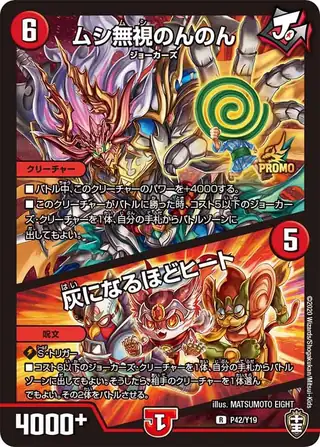 6
ムシ無視のんのん
ムシ
ジョーカーズ
J
PROMO
クリーチャー
■バトル中、このクリーチャーのパワーを+4000する。
■このクリーチャーがバトルに勝った時、コスト5以下のジョーカーズ・クリーチャーを1体、自分の手札からバトルゾーンに出してもよい。
5
はい
灰になるほどヒート
呪文
S・トリガー
■コスト6以下のジョーカーズ・クリーチャーを1体、自分の手札からバトルゾーンに出してもよい。そうしたら、相手のクリーチャーを1体選んでもよい。その2体をバトルさせる。
©2020 Wizards/Shogakukan/Mitsui-Kids
illus. MATSUMOTO EIGHT
4000+
J
R P42/Y19